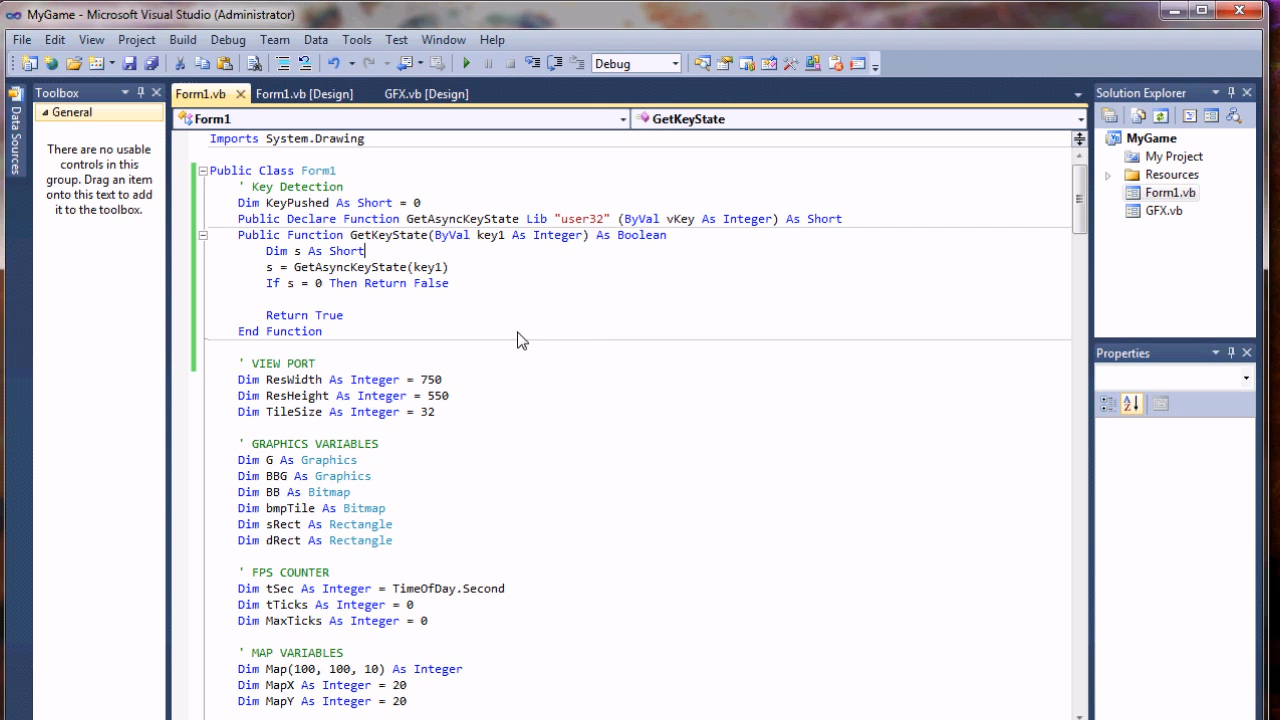 MyGame - Microsoft Visual Studio (Administrator)
File Edit View Project Build Debug Team Data Tools Test Window Help
Debug
Data Sources
Toolbox
General
There are no usable
controls in this
group. Drag an item
onto this text to add
it to the toolbox.
Form1.vb Form1.vb [Design] GFX.vb [Design]
Form1 GetKeyState
Imports System.Drawing
Public Class Form1
' Key Detection
Dim KeyPushed As Short = 0
Public Declare Function GetAsyncKeyState Lib "user32" (ByVal vKey As Integer) As Short
Public Function GetKeyState(ByVal key1 As Integer) As Boolean
Dim s As Short
s = GetAsyncKeyState(key1)
If s = 0 Then Return False
Return True
End Function
' VIEW PORT
Dim ResWidth As Integer = 750
Dim ResHeight As Integer = 550
Dim TileSize As Integer = 32
' GRAPHICS VARIABLES
Dim G As Graphics
Dim BBG As Graphics
Dim BB As Bitmap
Dim bmpTile As Bitmap
Dim sRect As Rectangle
Dim dRect As Rectangle
' FPS COUNTER
Dim tSec As Integer = TimeOfDay.Second
Dim tTicks As Integer = 0
Dim MaxTicks As Integer = 0
' MAP VARIABLES
Dim Map(100, 100, 10) As Integer
Dim MapX As Integer = 20
Dim MapY As Integer = 20
Solution Explorer
MyGame
My Project
Resources
Form1.vb
GFX.vb
Properties